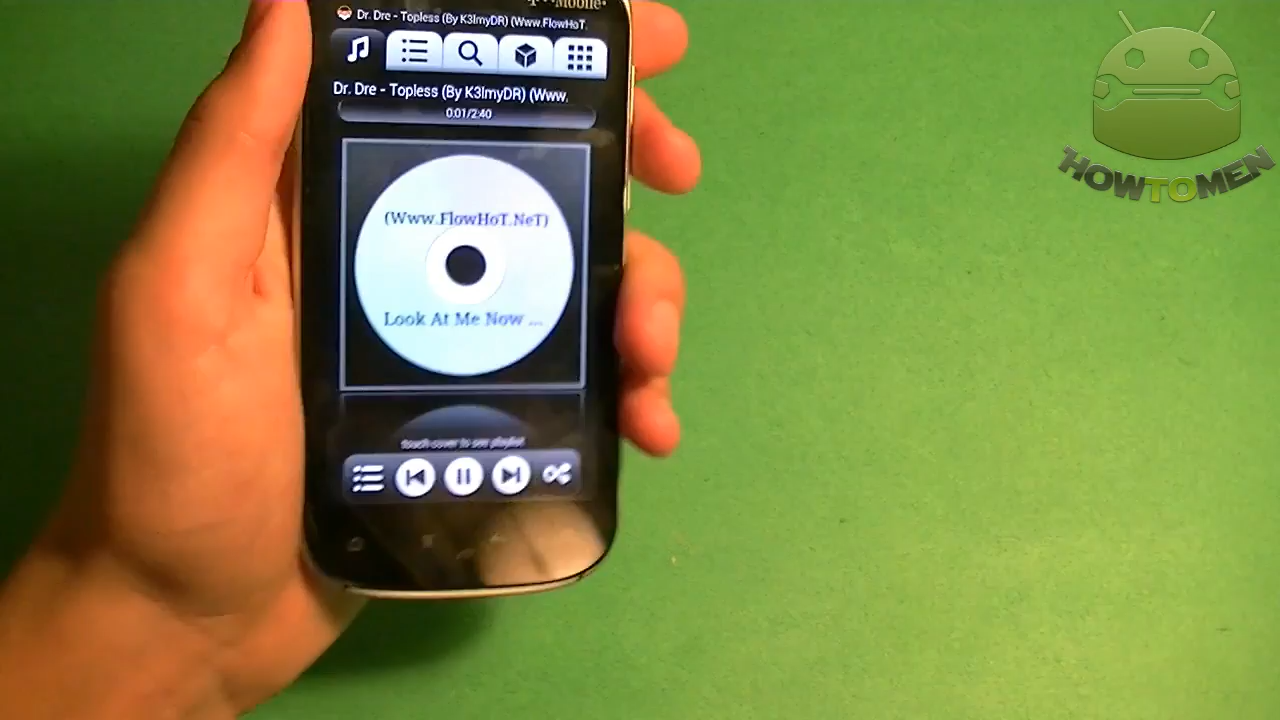 Mobile
Dr. Dre - Topless (By K3lmyDR) (Www.FlowHoT.
Dr. Dre - Topless (By K3lmyDR) (Www.
0:01/2:40
(Www.FlowHoT.NeT)
Look At Me Now ...
touch cover to see playlist
HOWTOMEN